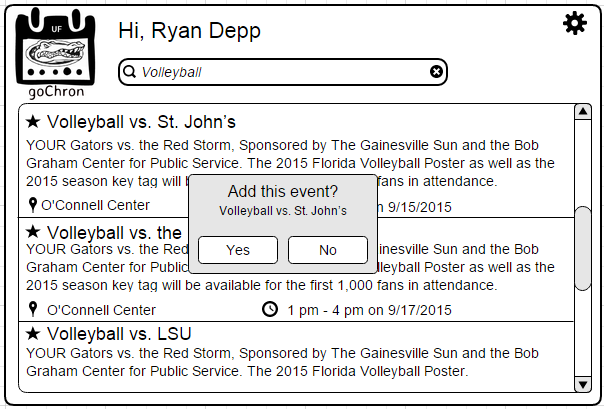 UF
goChron
Hi, Ryan Depp
Volleyball
Volleyball vs. St. John's
YOUR Gators vs. the Red Storm, Sponsored by The Gainesville Sun and the Bob
Graham Center for Public Service. The 2015 Florida Volleyball Poster as well as the
2015 season key tag will b
fans in attendance.
O'Connell Center
on 9/15/2015
Add this event?
Volleyball vs. St. John's
Yes
No
Volleyball vs. the
YOUR Gators vs. the Red
inesville Sun and the Bob
Graham Center for Public
lleyball Poster as well as the
2015 season key tag will be available for the first 1,000 fans in attendance.
O'Connell Center
1 pm - 4 pm on 9/17/2015
Volleyball vs. LSU
YOUR Gators vs. the Red Storm, Sponsored by The Gainesville Sun and the Bob
Graham Center for Public Service. The 2015 Florida Volleyball Poster.